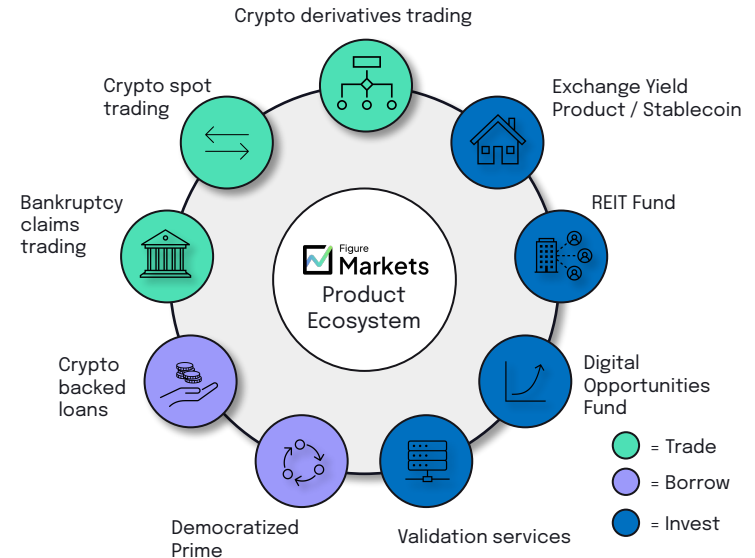 Crypto derivatives trading
Crypto spot
trading
Exchange Yield
Product / Stablecoin
Bankruptcy
claims
trading
REIT Fund
Figure
Markets
Product
Ecosystem
Crypto
backed
loans
Digital
Opportunities
Fund
Democratized
Prime
Validation services
= Trade
= Borrow
= Invest